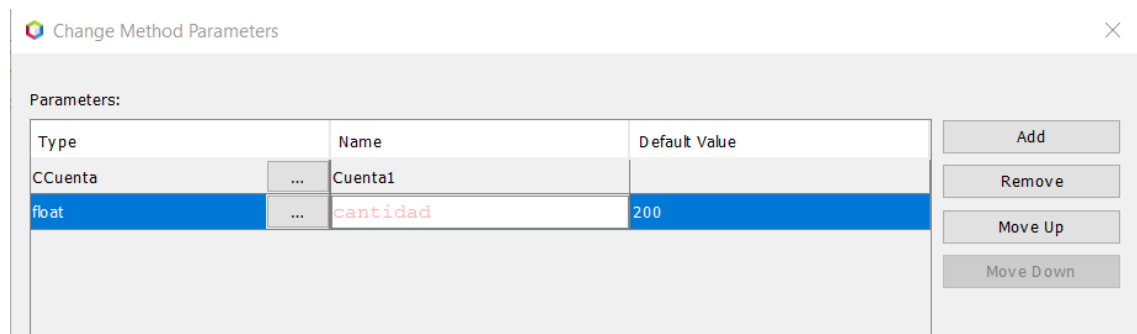 Change Method Parameters
Parameters:
Type Name Default Value
CCuenta ... Cuenta1
float ... cantidad 200
Add
Remove
Move Up
Move Down